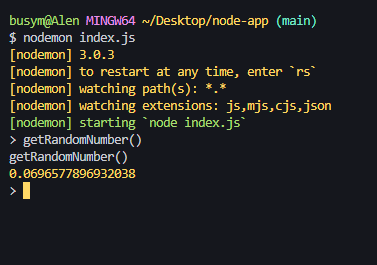 busym@Alen MINGW64 ~/Desktop/node-app (main)
$ nodemon index.js
[nodemon] 3.0.3
[nodemon] to restart at any time, enter `rs`
[nodemon] watching path(s): *.*
[nodemon] watching extensions: js,mjs,cjs,json
[nodemon] starting `node index.js`
> getRandomNumber()
getRandomNumber()
0.0696577896932038
>